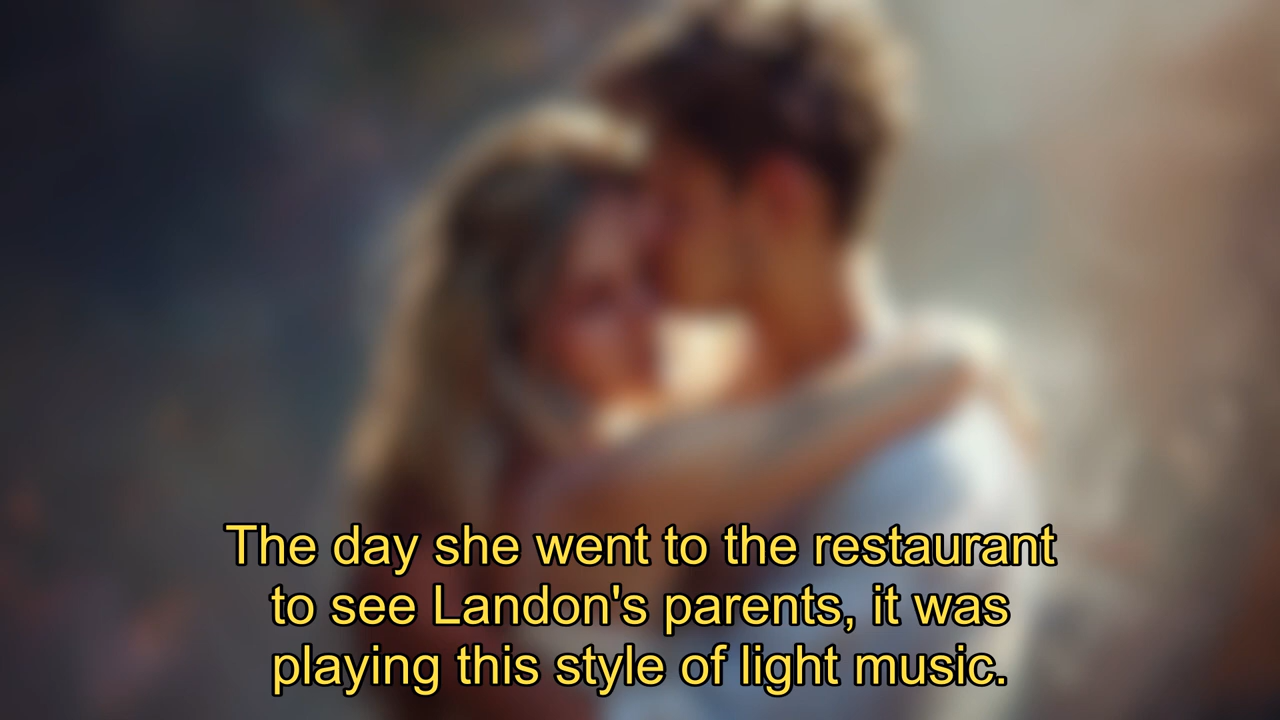 The day she went to the restaurant
to see Landon's parents, it was
playing this style of light music.